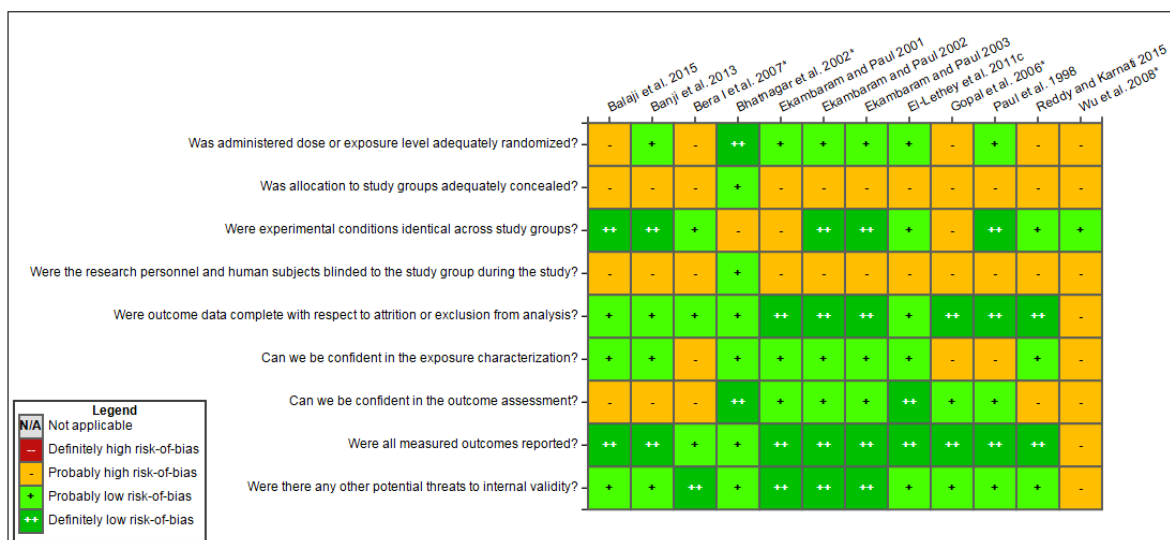 Balaji et al. 2015
Banji et al. 2013
Bera I et al. 2007*
Bhatnagar et al. 2002*
Ekambaram and Paul 2001
Ekambaram and Paul 2002
Ekambaram and Paul 2003
El-Lethey et al. 2011c
Gopal et al. 2006*
Paul et al. 1998
Reddy and Karnati 2015
Wu et al. 2008*
Was administered dose or exposure level adequately randomized? - + - ++ + + + + - + - -
Was allocation to study groups adequately concealed? - - - + - - - - - - - -
Were experimental conditions identical across study groups? ++ ++ + - - ++ ++ + - ++ + +
Were the research personnel and human subjects blinded to the study group during the study? - - - + - - - - - - - -
Were outcome data complete with respect to attrition or exclusion from analysis? + + + + ++ ++ ++ + ++ ++ ++ -
Can we be confident in the exposure characterization? + + - + + + + + - - + -
Can we be confident in the outcome assessment? - - - ++ + + + ++ + + - -
Were all measured outcomes reported? ++ ++ + + ++ ++ ++ ++ ++ ++ ++ -
Were there any other potential threats to internal validity? + + ++ + ++ ++ ++ + + + + -
Legend
N/A Not applicable
-- Definitely high risk-of-bias
- Probably high risk-of-bias
+ Probably low risk-of-bias
++ Definitely low risk-of-bias